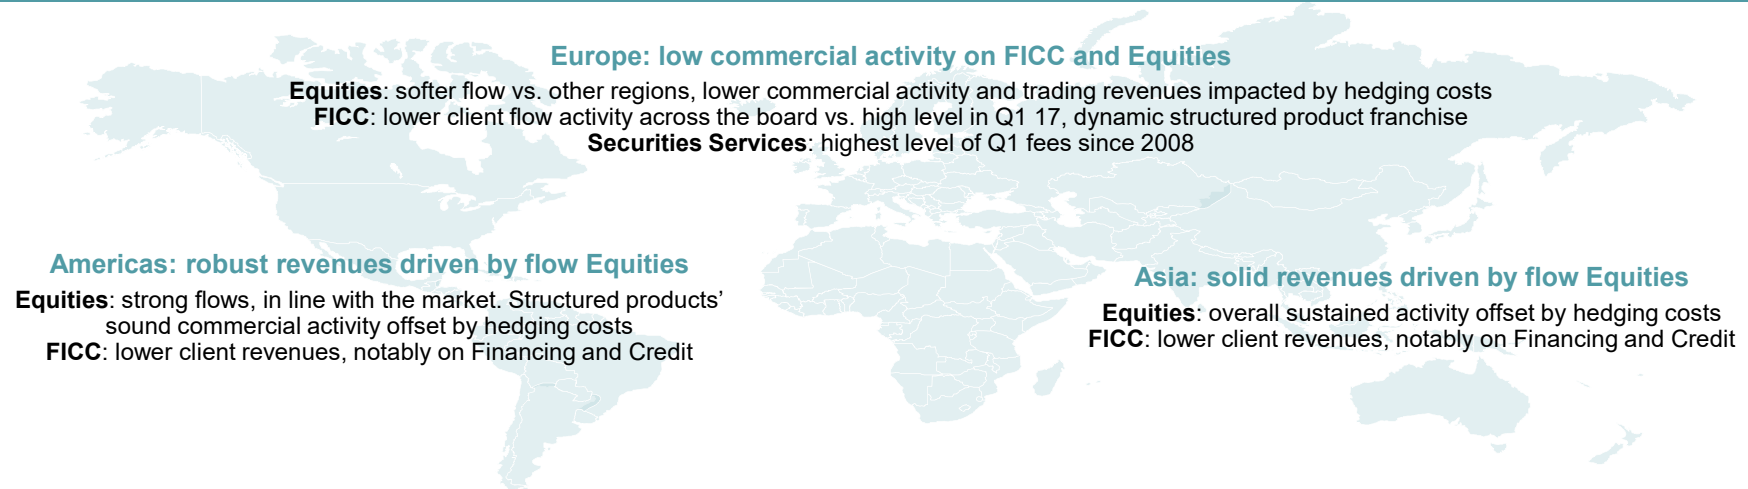 Europe: low commercial activity on FICC and Equities
Equities: softer flow vs. other regions, lower commercial activity and trading revenues impacted by hedging costs
FICC: lower client flow activity across the board vs. high level in Q1 17, dynamic structured product franchise
Securities Services: highest level of Q1 fees since 2008
Americas: robust revenues driven by flow Equities
Equities: strong flows, in line with the market. Structured products’
sound commercial activity offset by hedging costs
FICC: lower client revenues, notably on Financing and Credit
Asia: solid revenues driven by flow Equities
Equities: overall sustained activity offset by hedging costs
FICC: lower client revenues, notably on Financing and Credit